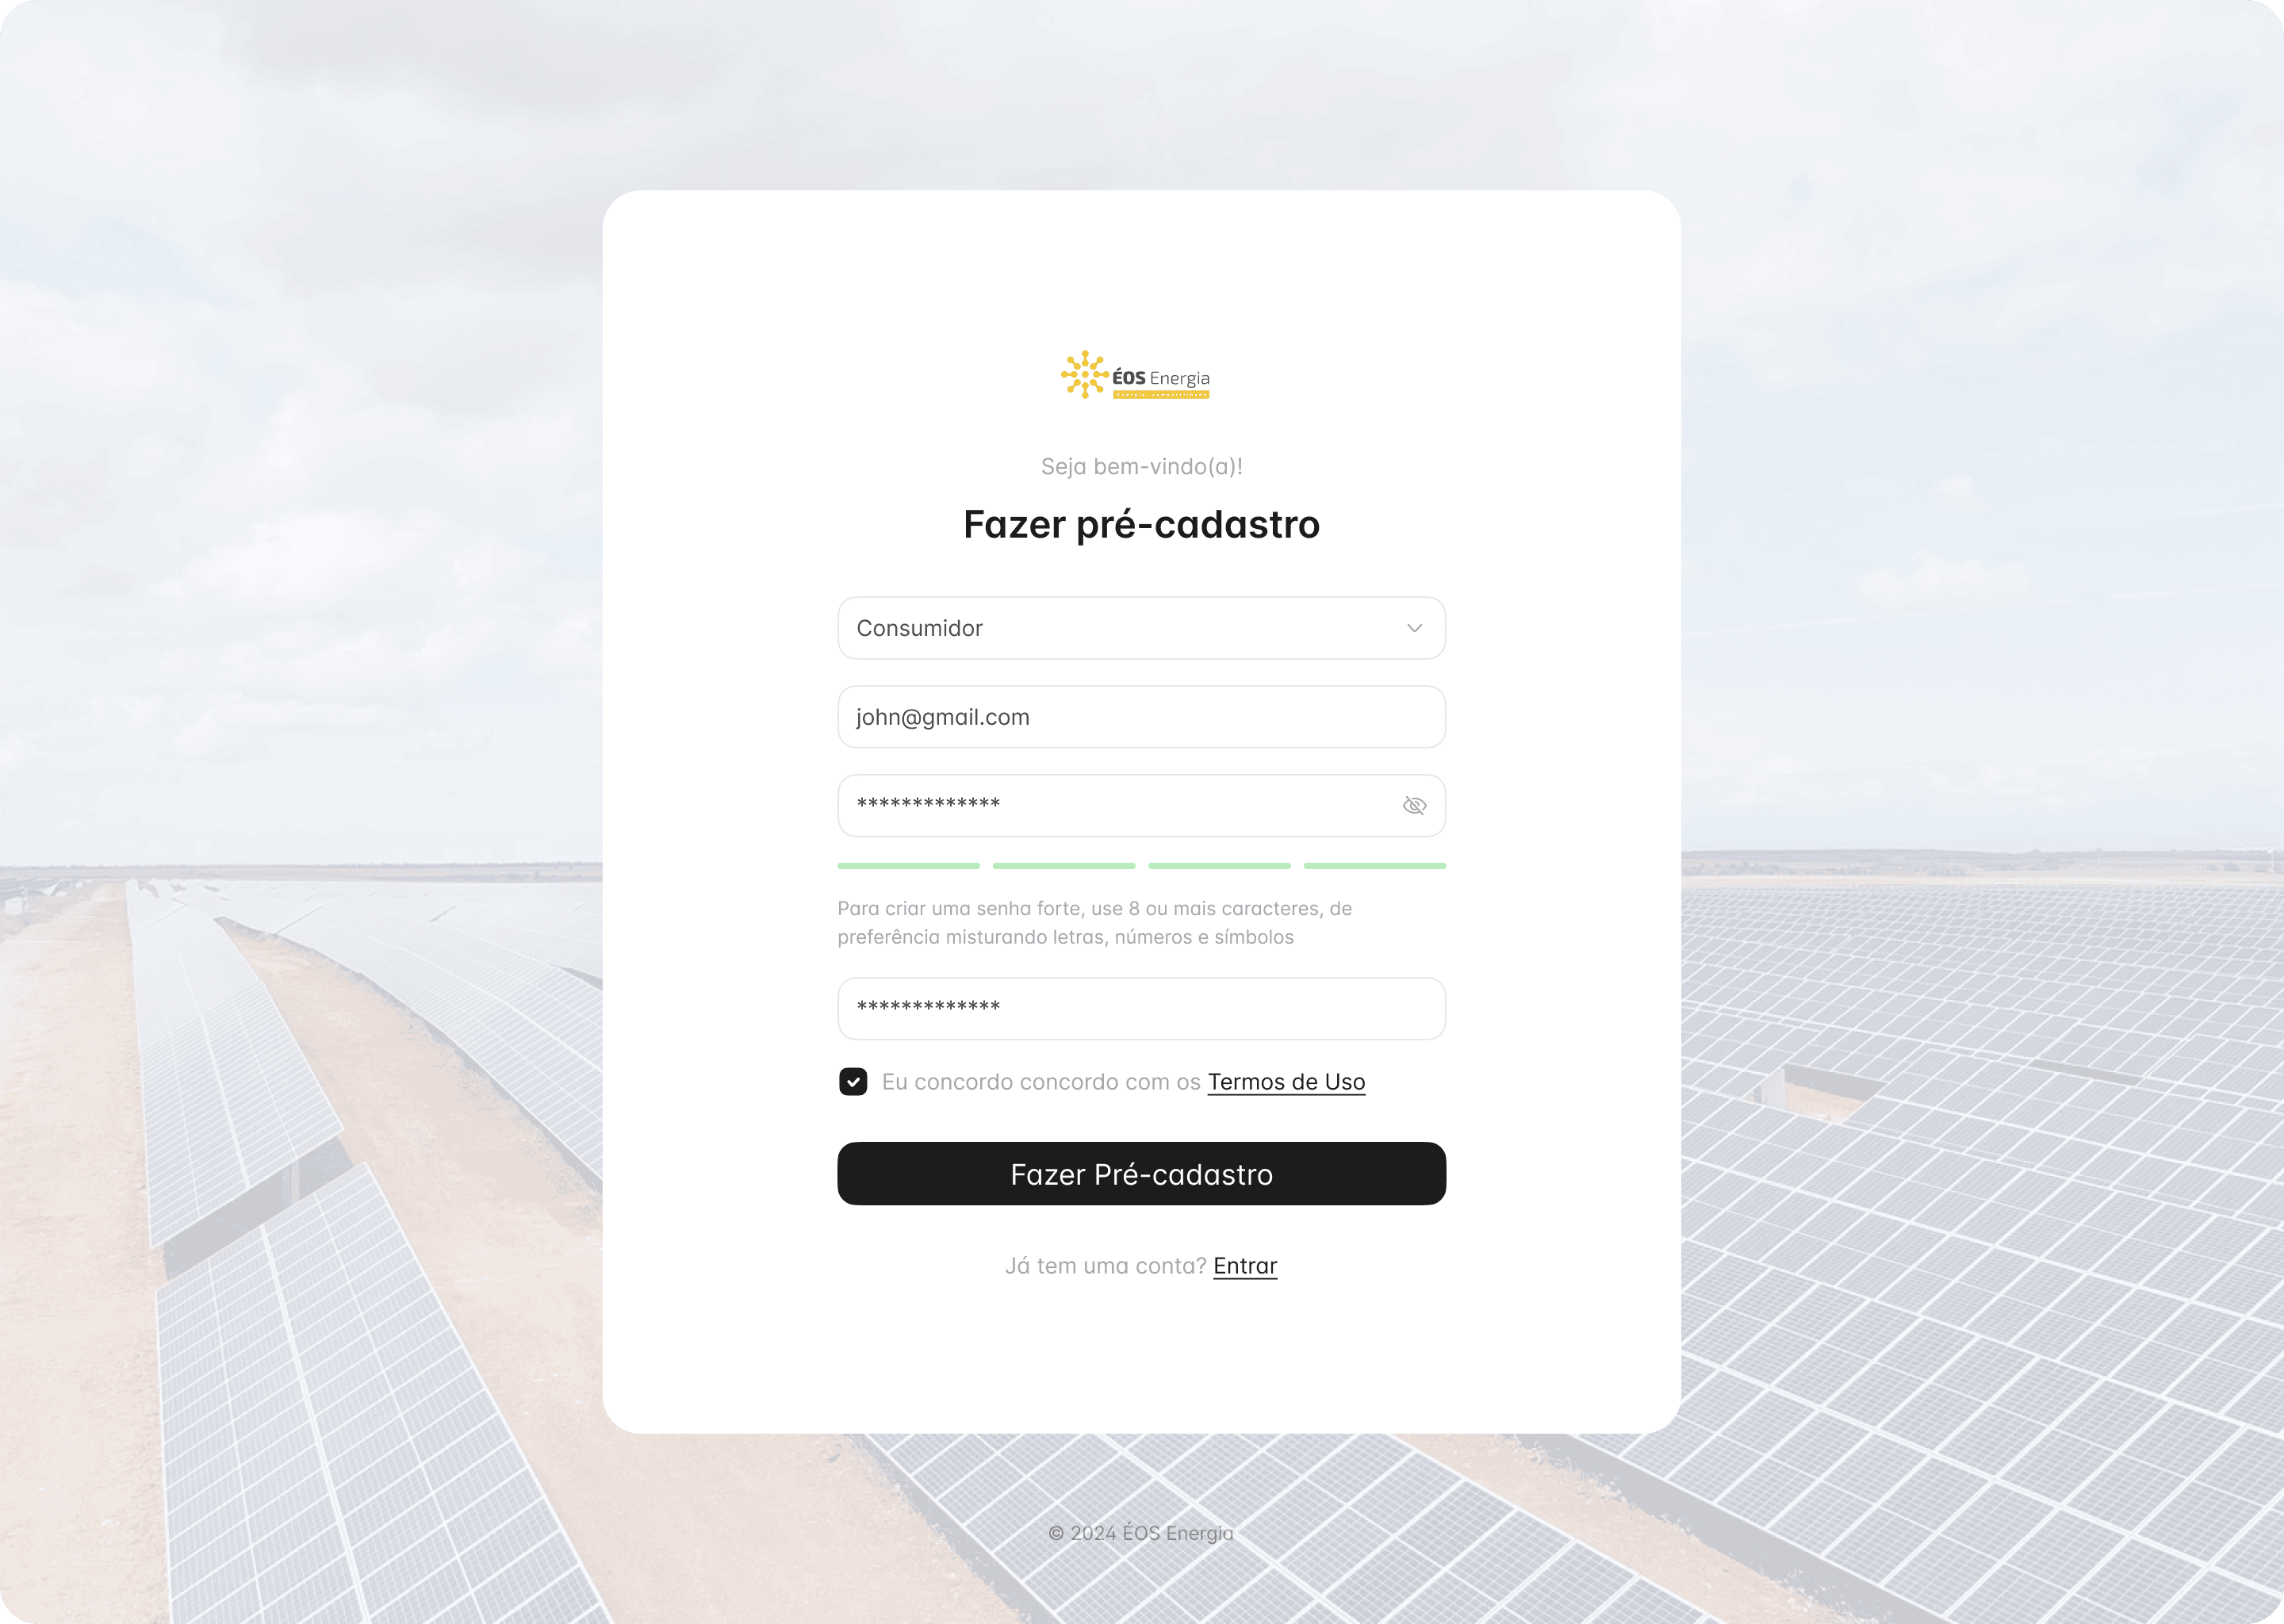 ÉOS Energia
Energia compartilhada
Seja bem-vindo(a)!
Fazer pré-cadastro
Consumidor
john@gmail.com
*************
Para criar uma senha forte, use 8 ou mais caracteres, de
preferência misturando letras, números e símbolos
*************
Eu concordo concordo com os Termos de Uso
Fazer Pré-cadastro
Já tem uma conta? Entrar
© 2024 ÉOS Energia